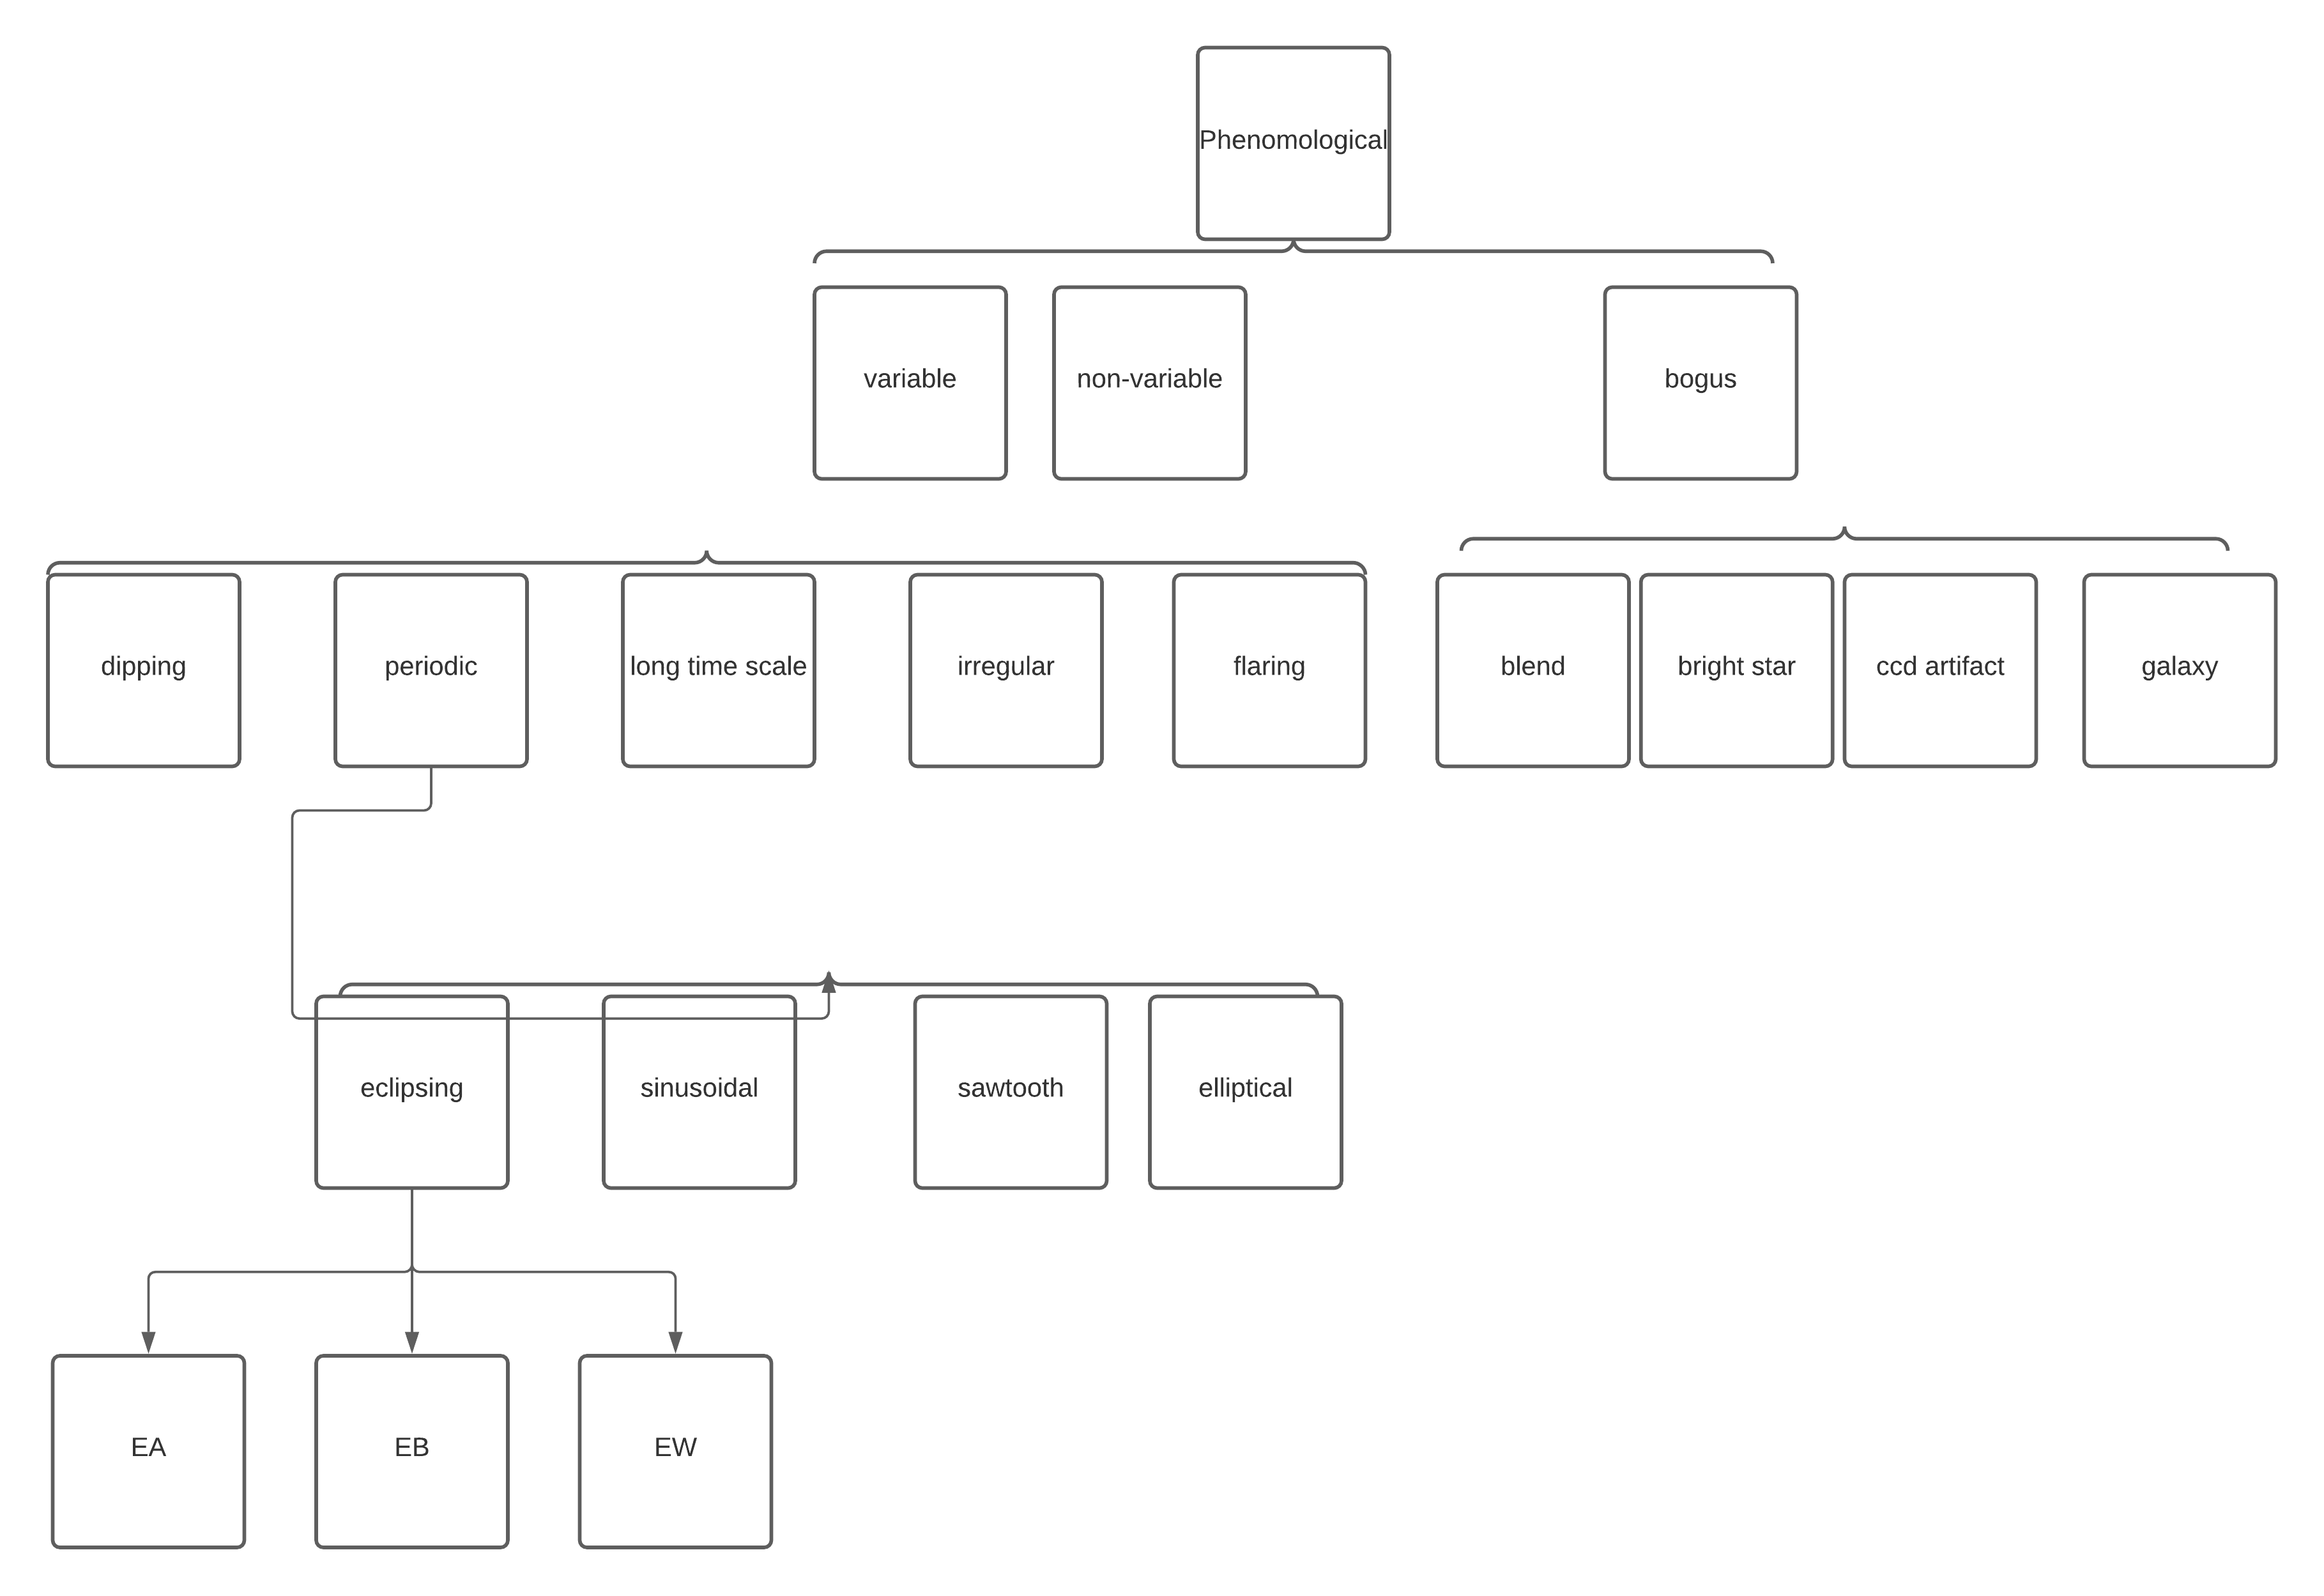 Phenomological
variable
non-variable
bogus
dipping
periodic
long time scale
irregular
flaring
blend
bright star
ccd artifact
galaxy
eclipsing
sinusoidal
sawtooth
elliptical
EA
EB
EW